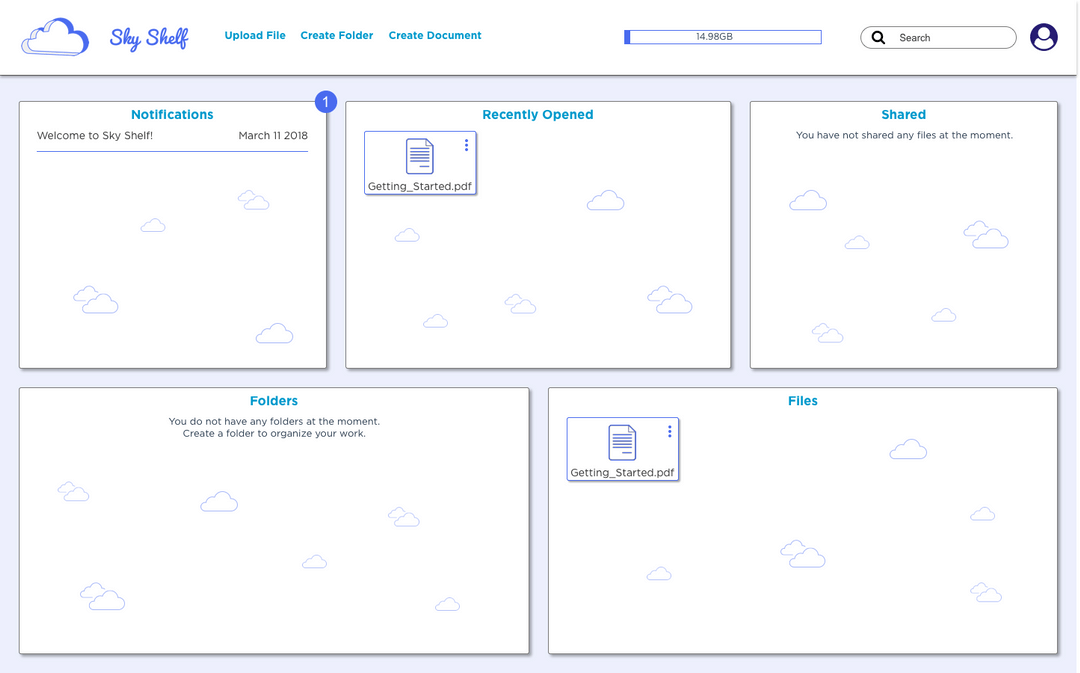 Sky Shelf
Upload File
Create Folder
Create Document
14.98GB
Search
1
Notifications
Welcome to Sky Shelf!
March 11 2018
Recently Opened
Getting_Started.pdf
Shared
You have not shared any files at the moment.
Folders
You do not have any folders at the moment.
Create a folder to organize your work.
Files
Getting_Started.pdf